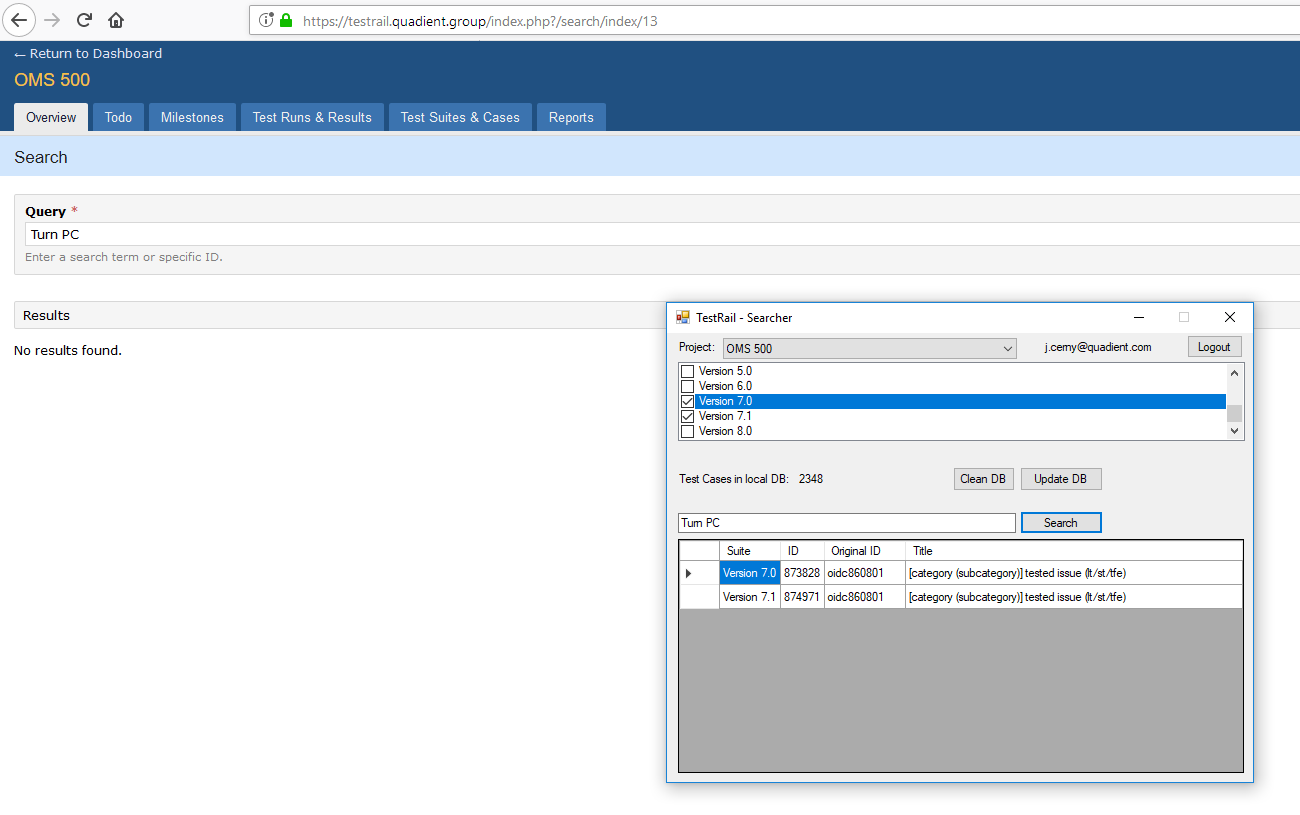 https://testrail.quadient.group/index.php?/search/index/13
← Return to Dashboard
OMS 500
Overview Todo Milestones Test Runs & Results Test Suites & Cases Reports
Search
Query *
Turn PC
Enter a search term or specific ID.
Results
No results found.
TestRail - Searcher
Project: OMS 500 j.cerny@quadient.com Logout
Version 5.0
Version 6.0
Version 7.0
Version 7.1
Version 8.0
Test Cases in local DB: 2348 Clean DB Update DB
Turn PC Search
Suite ID Original ID Title
Version 7.0 873828 oidc860801 [category (subcategory)] tested issue (lt/st/tfe)
Version 7.1 874971 oidc860801 [category (subcategory)] tested issue (lt/st/tfe)